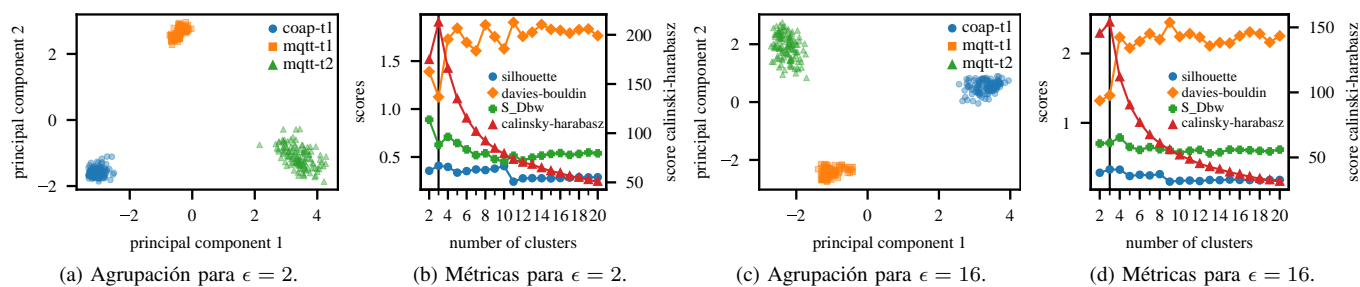 principal component 2
2
0
−2
−2
0
2
4
principal component 1
coap-t1
mqtt-t1
mqtt-t2
(a) Agrupación para ϵ = 2.
scores
1.5
1.0
0.5
silhouette
davies-bouldin
S_Dbw
calinsky-harabasz
200
150
100
50
score calinski-harabasz
2 4 6 8 10 12 14 16 18 20
number of clusters
(b) Métricas para ϵ = 2.
principal component 2
2
0
−2
−2
0
2
4
principal component 1
coap-t1
mqtt-t1
mqtt-t2
(c) Agrupación para ϵ = 16.
scores
2
1
silhouette
davies-bouldin
S_Dbw
calinsky-harabasz
150
100
50
score calinski-harabasz
2 4 6 8 10 12 14 16 18 20
number of clusters
(d) Métricas para ϵ = 16.